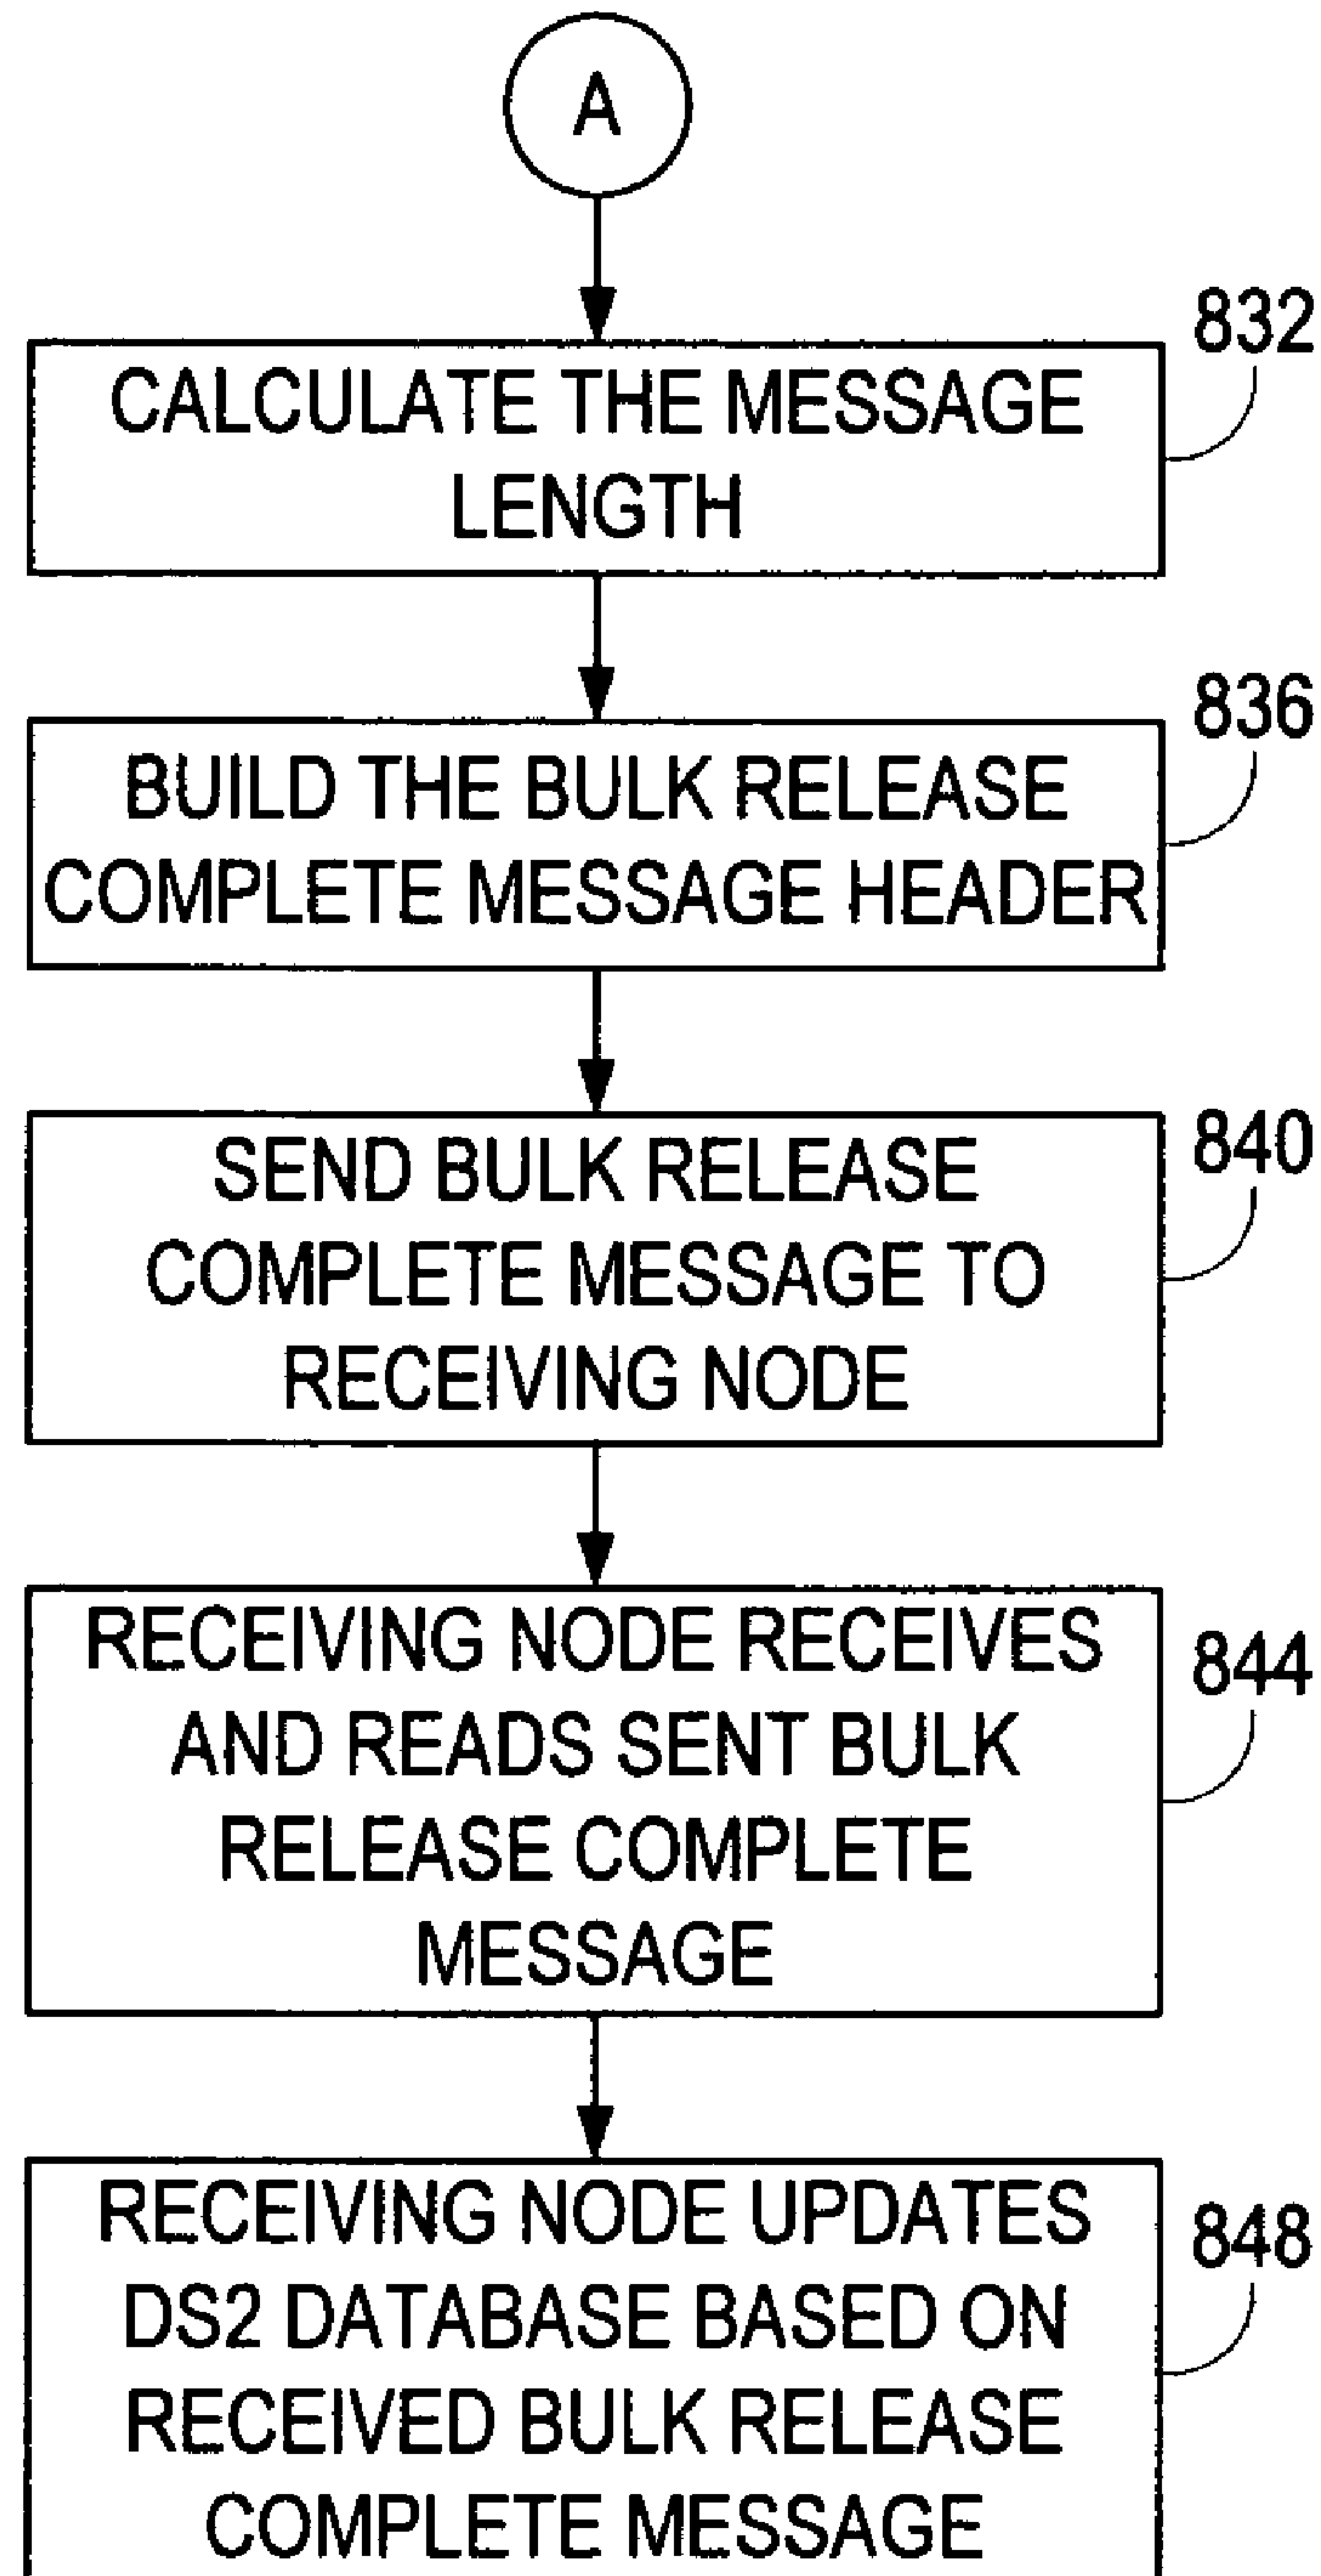 A
832
CALCULATE THE MESSAGE
LENGTH
836
BUILD THE BULK RELEASE
COMPLETE MESSAGE HEADER
840
SEND BULK RELEASE
COMPLETE MESSAGE TO
RECEIVING NODE
844
RECEIVING NODE RECEIVES
AND READS SENT BULK
RELEASE COMPLETE
MESSAGE
848
RECEIVING NODE UPDATES
DS2 DATABASE BASED ON
RECEIVED BULK RELEASE
COMPLETE MESSAGE